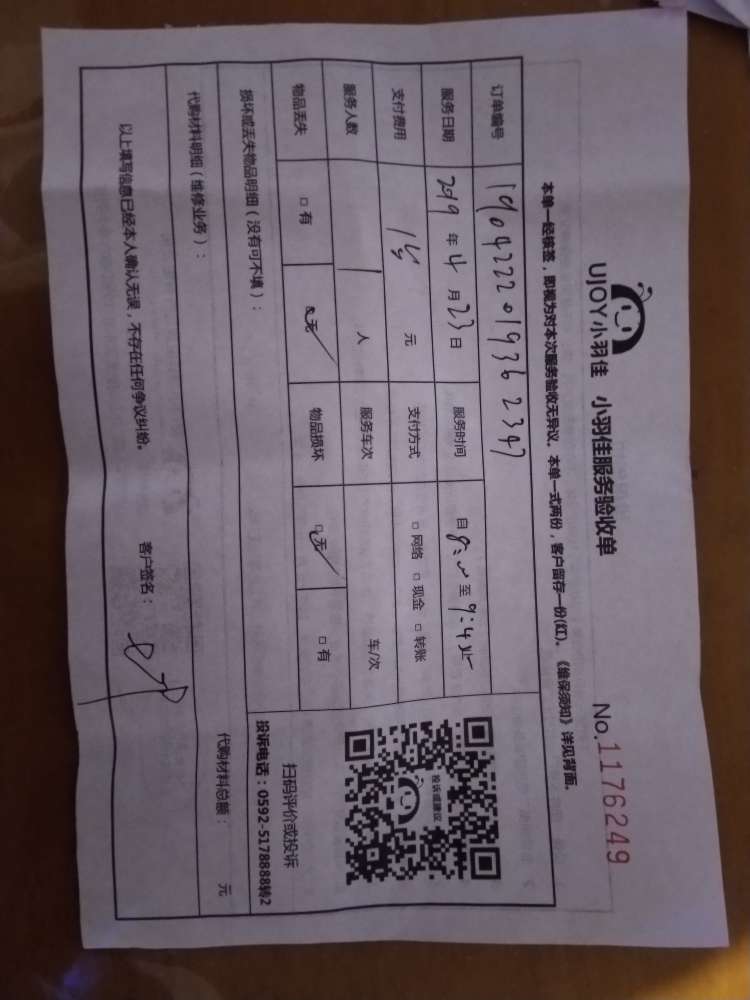 UJOY小羽佳 小羽佳服务验收单 No.1176249
本单一经核签，即视为对本次服务验收无异议。本单一式两份，客户留存一份(红)。《维保须知》详见背面。
订单编号 190422201936 2347
服务日期 2019 年 4 月 23 日 服务时间 自 至
支付费用 元 支付方式 □ 网络 □ 现金 □ 转账
服务人数 1 人 服务车次 车/次
物品丢失 □ 有 □ 无 物品损坏 □ 无 □ 有
损坏或丢失物品明细（没有可不填）：
投诉或建议
扫码评价或投诉
投诉电话：0592-5178888转2
代购材料明细（维修业务）： 代购材料总额： 元
以上填写信息已经本人确认无误，不存在任何争议纠纷。 客户签名：